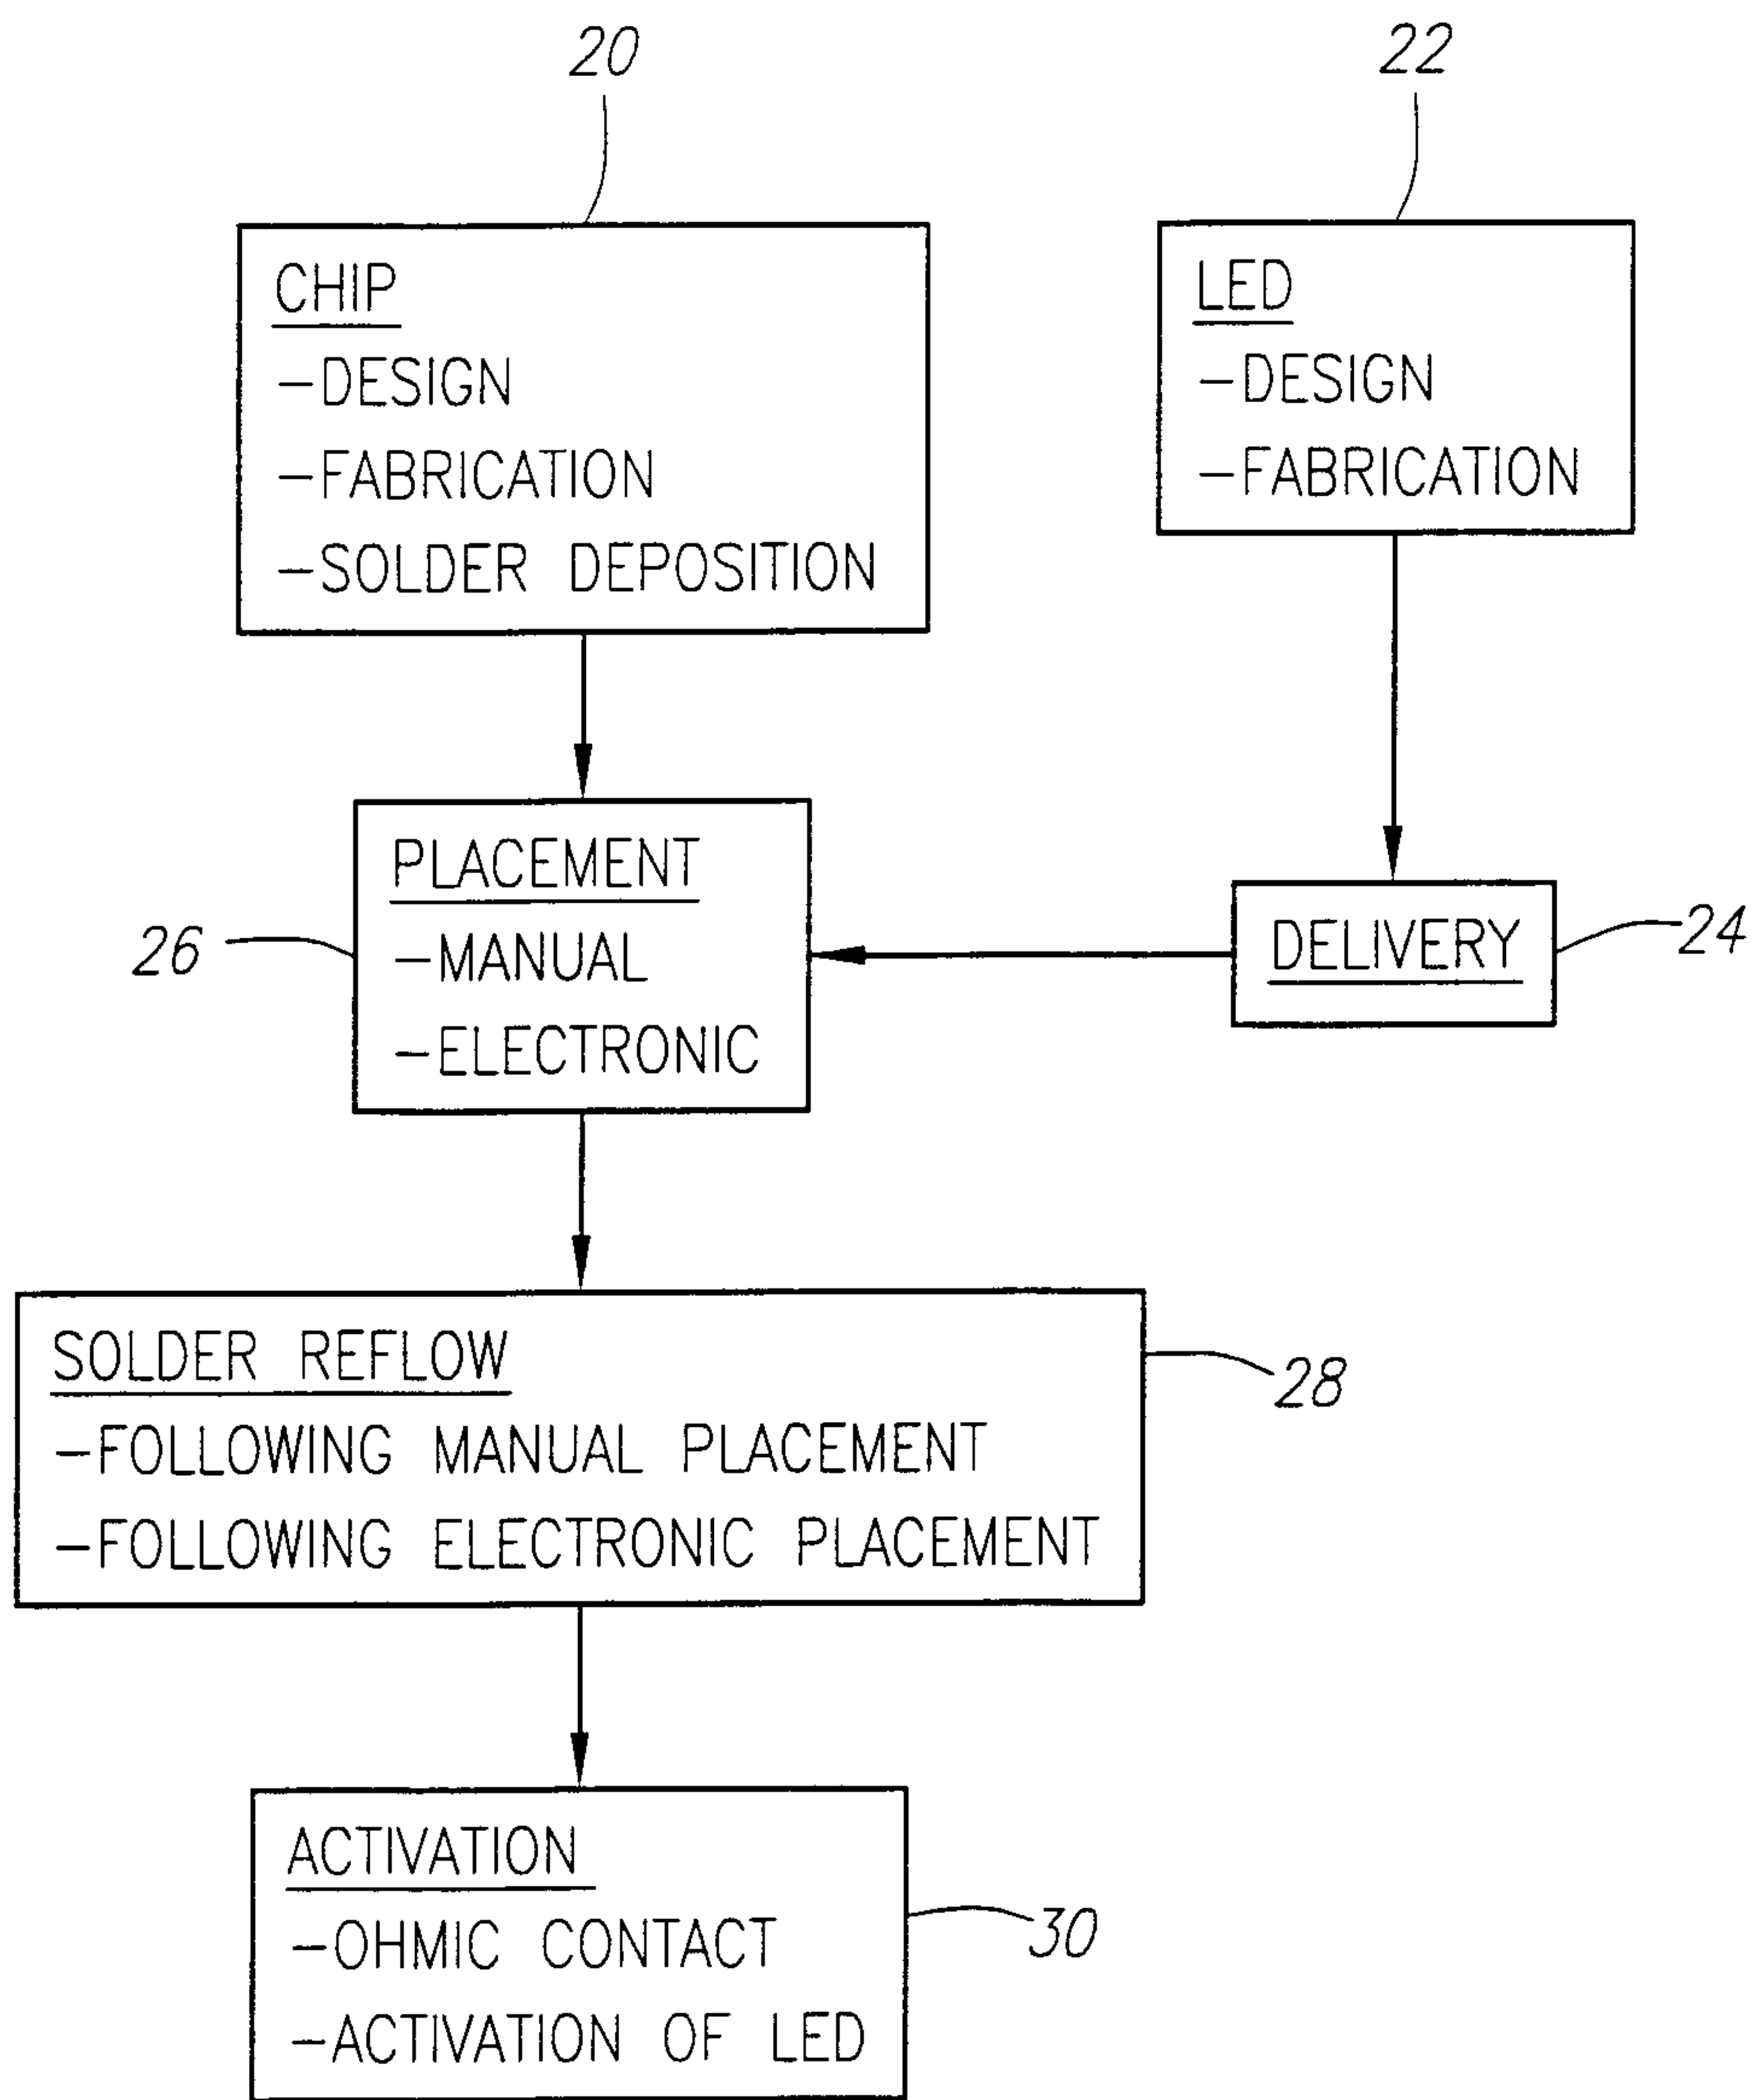 20
CHIP
-DESIGN
-FABRICATION
-SOLDER DEPOSITION
22
LED
-DESIGN
-FABRICATION
26
PLACEMENT
-MANUAL
-ELECTRONIC
DELIVERY
24
SOLDER REFLOW
-FOLLOWING MANUAL PLACEMENT
-FOLLOWING ELECTRONIC PLACEMENT
28
ACTIVATION
-OHMIC CONTACT
-ACTIVATION OF LED
30